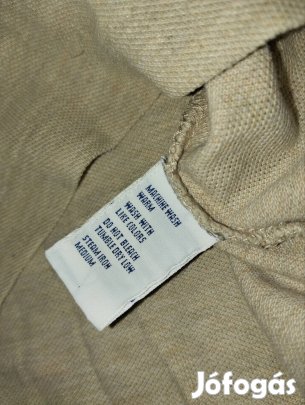 MACHINE WASH
WARM
WASH WITH
LIKE COLORS
DO NOT BLEACH
TUMBLE DRY LOW
STEAM IRON
MEDIUM
Jófogás